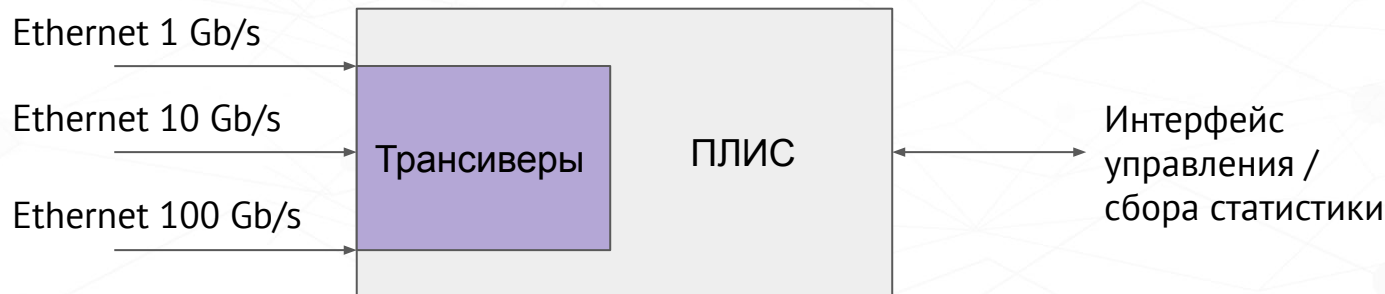 Ethernet 1 Gb/s
Ethernet 10 Gb/s
Ethernet 100 Gb/s
Трансиверы
ПЛИС
Интерфейс
управления /
сбора статистики